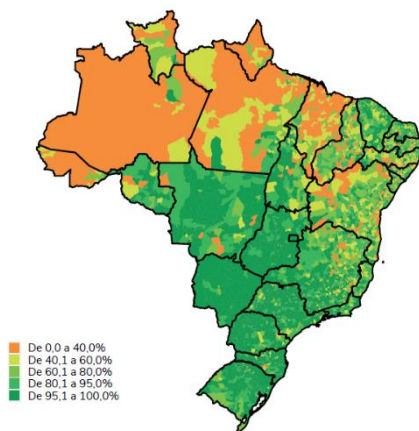 De 0,0 a 40,0%
De 40,1 a 60,0%
De 60,1 a 80,0%
De 80,1 a 95,0%
De 95,1 a 100,0%